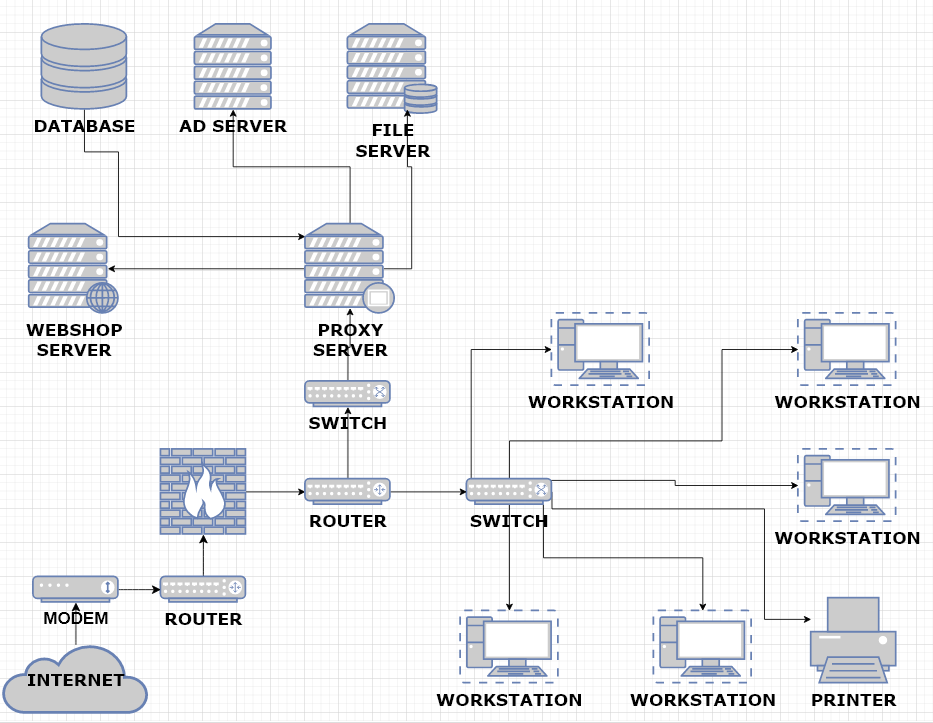 DATABASE
AD SERVER
FILE
SERVER
WEBSHOP
SERVER
PROXY
SERVER
SWITCH
WORKSTATION
WORKSTATION
ROUTER
SWITCH
WORKSTATION
MODEM
ROUTER
INTERNET
WORKSTATION
WORKSTATION
PRINTER